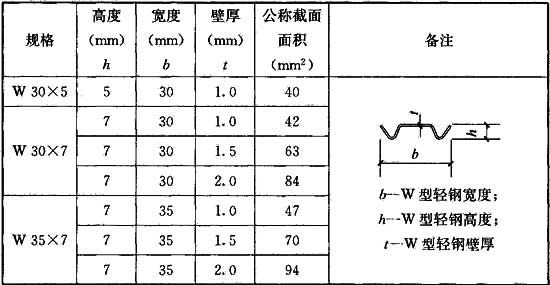 规格 高度 (mm) h 宽度 (mm) b 壁厚 (mm) t 公称截面面积 (mm²) 备注
W 30×5 5 30 1.0 40
W 30×7 7 30 1.0 42
7 30 1.5 63
7 30 2.0 84
W 35×7 7 35 1.0 47
7 35 1.5 70
7 35 2.0 94
t
h
b
b—W 型轻钢宽度；
h—W 型轻钢高度；
t—W 型轻钢壁厚